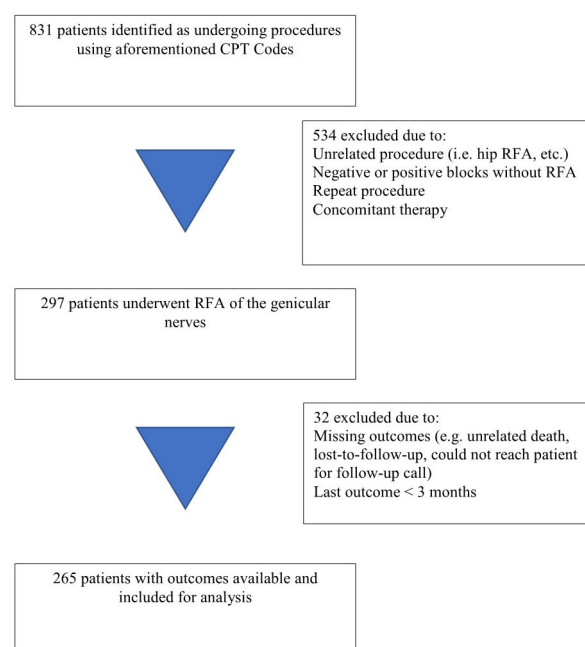 831 patients identified as undergoing procedures
using aforementioned CPT Codes
534 excluded due to:
Unrelated procedure (i.e. hip RFA, etc.)
Negative or positive blocks without RFA
Repeat procedure
Concomitant therapy
297 patients underwent RFA of the genicular
nerves
32 excluded due to:
Missing outcomes (e.g. unrelated death,
lost-to-follow-up, could not reach patient
for follow-up call)
Last outcome < 3 months
265 patients with outcomes available and
included for analysis